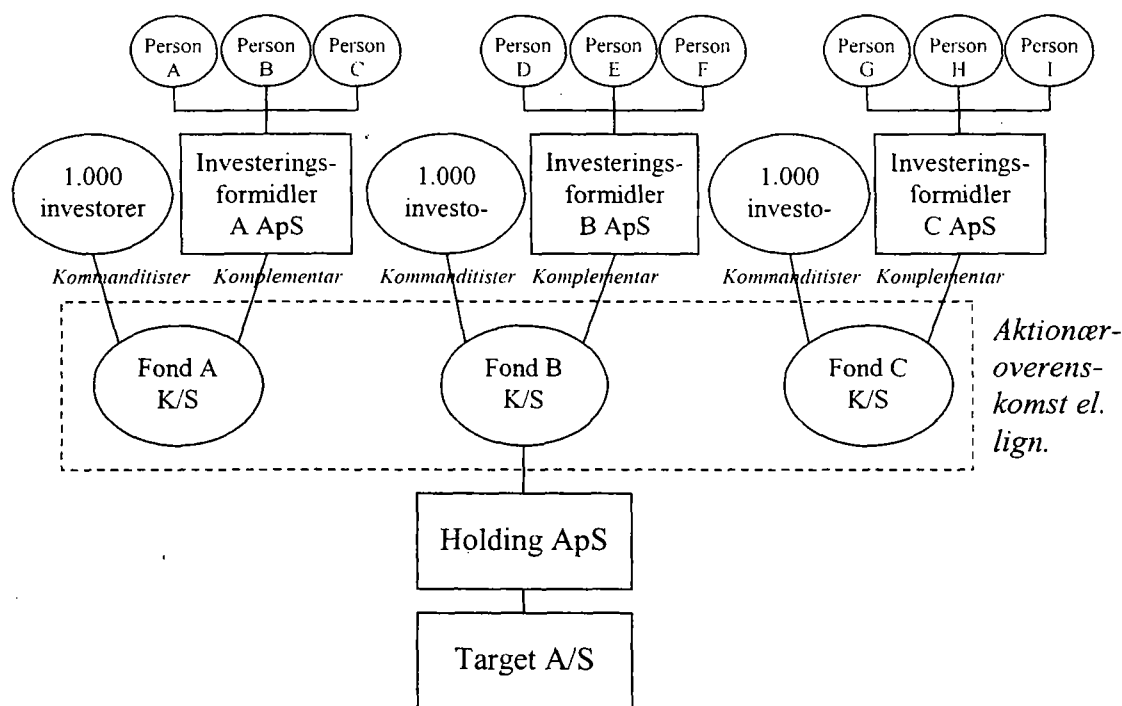 Person
A
Person
B
Person
C
Person
D
Person
E
Person
F
Person
G
Person
H
Person
I
1.000
investorer
Investerings-
formidler
A ApS
1.000
investo-
Investerings-
formidler
B ApS
1.000
investo-
Investerings-
formidler
C ApS
Kommanditister
Komplementar
Kommanditister
Komplementar
Kommanditister
Komplementar
Fond A
K/S
Fond B
K/S
Fond C
K/S
Aktionær-
overens-
komst el.
lign.
Holding ApS
Target A/S